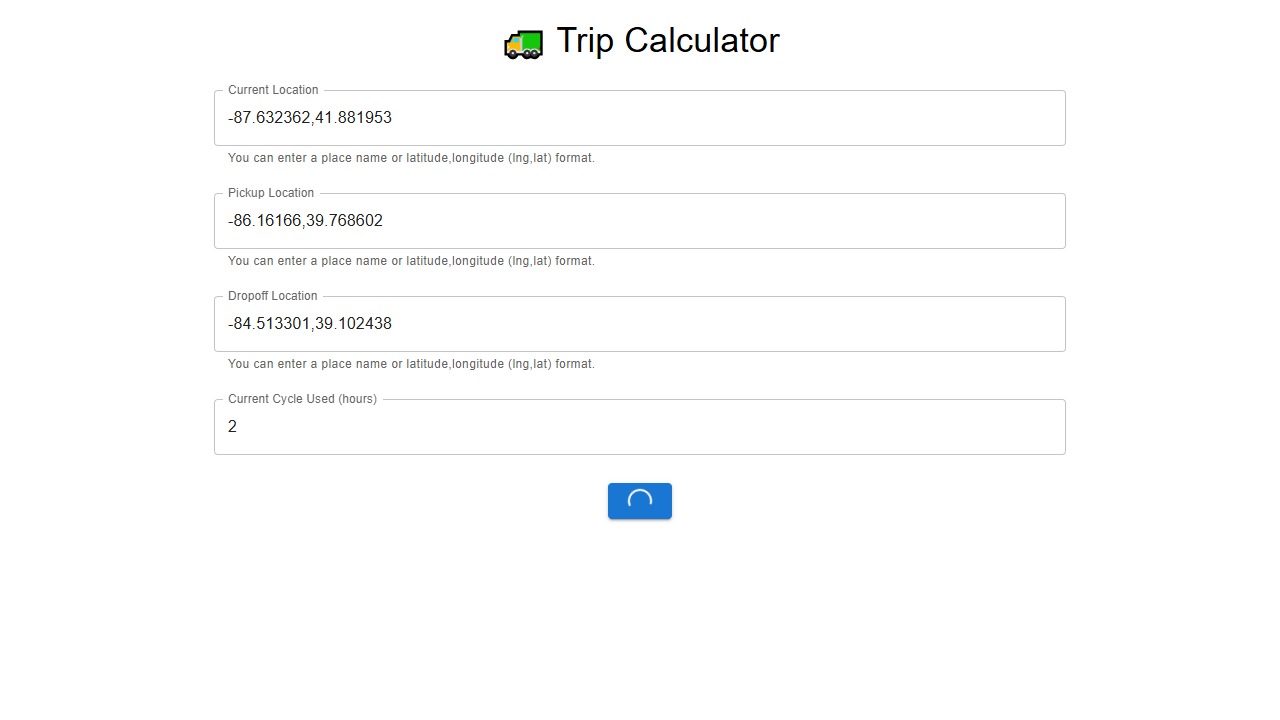 Trip Calculator
Current Location
-87.632362,41.881953
You can enter a place name or latitude,longitude (lng,lat) format.
Pickup Location
-86.16166,39.768602
You can enter a place name or latitude,longitude (lng,lat) format.
Dropoff Location
-84.513301,39.102438
You can enter a place name or latitude,longitude (lng,lat) format.
Current Cycle Used (hours)
2